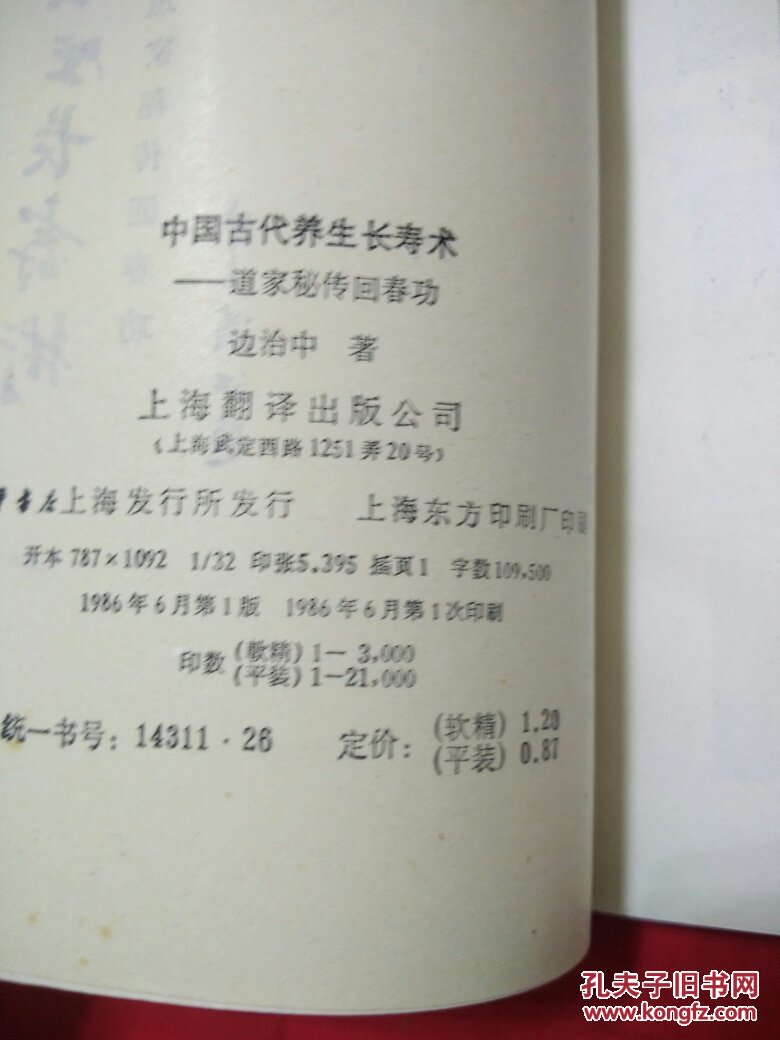 中国古代养生长寿术
——道家秘传回春功
边治中 著
上海翻译出版公司
(上海武定西路1251弄20号)
书店上海发行所发行 上海东方印刷厂印刷
开本 787×1092 1/32 印张5.395 插页1 字数109,500
1986年6月第1版 1986年6月第1次印刷
印数 (软精) 1— 3,000
(平装) 1—21,000
统一书号：14311·26 定价：(软精) 1.20
(平装) 0.87
孔夫子旧书网
www.kongfz.com